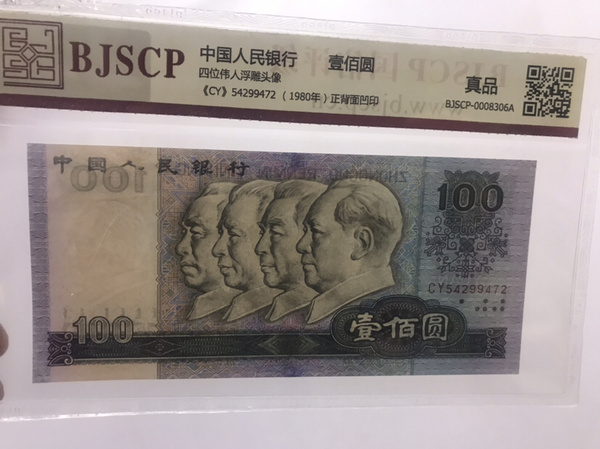 BJSCP
中国人民银行 壹佰圆
四位伟人浮雕头像
《CY》54299472 （1980年）正背面凹印
真品
BJSCP-0008306A
中国人民银行
100
CY54299472
100
壹佰圆